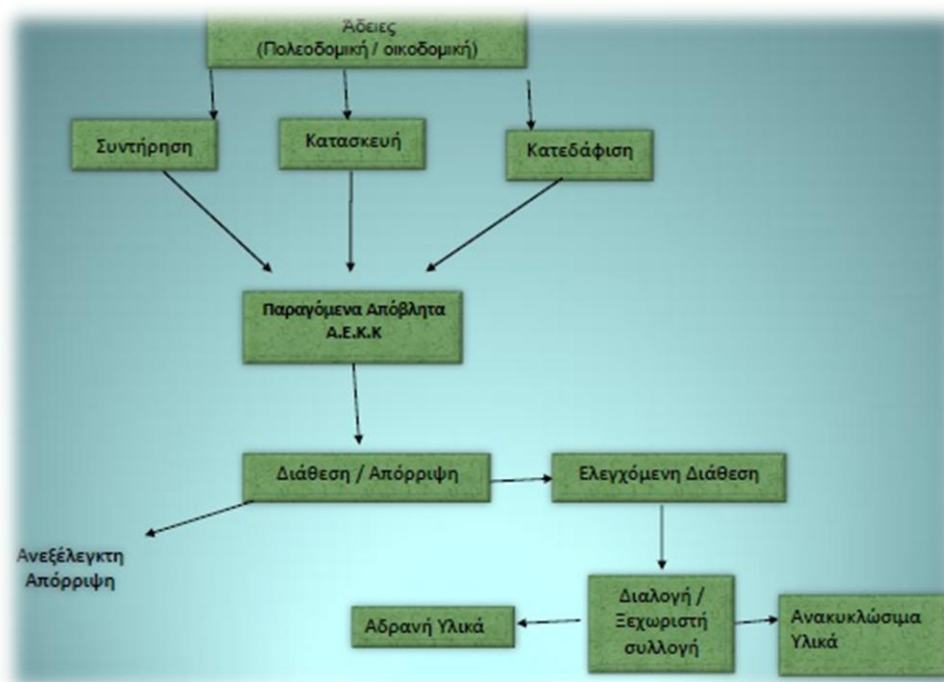 Άδειες
(Πολεοδομική / οικοδομική)
Συντήρηση
Κατασκευή
Κατεδάφιση
Παραγόμενα Απόβλητα
Α.Ε.Κ.Κ
Διάθεση / Απόρριψη
Ελεγχόμενη Διάθεση
Ανεξέλεγκτη
Απόρριψη
Αδρανή Υλικά
Διαλογή /
Ξεχωριστή
συλλογή
Ανακυκλώσιμα
Υλικά